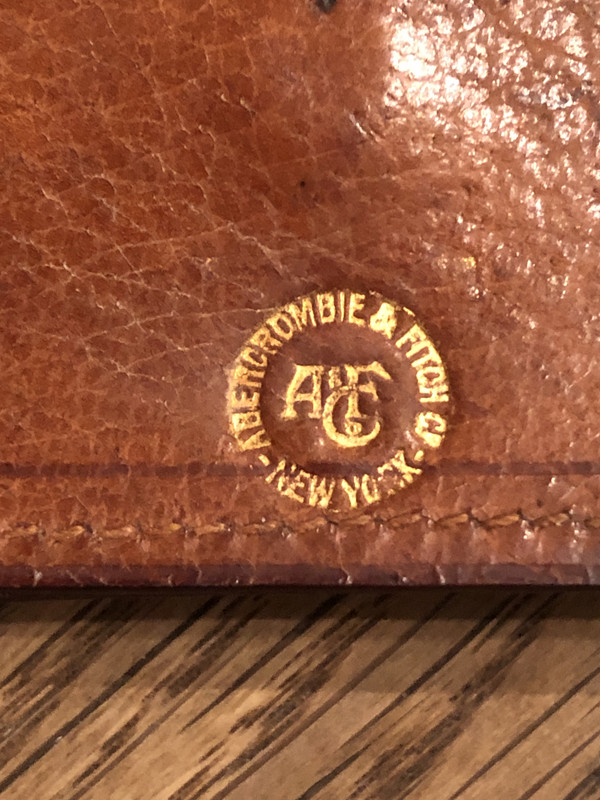 ABERCROMBIE & FITCH CO
A&F Co
- NEW YORK -